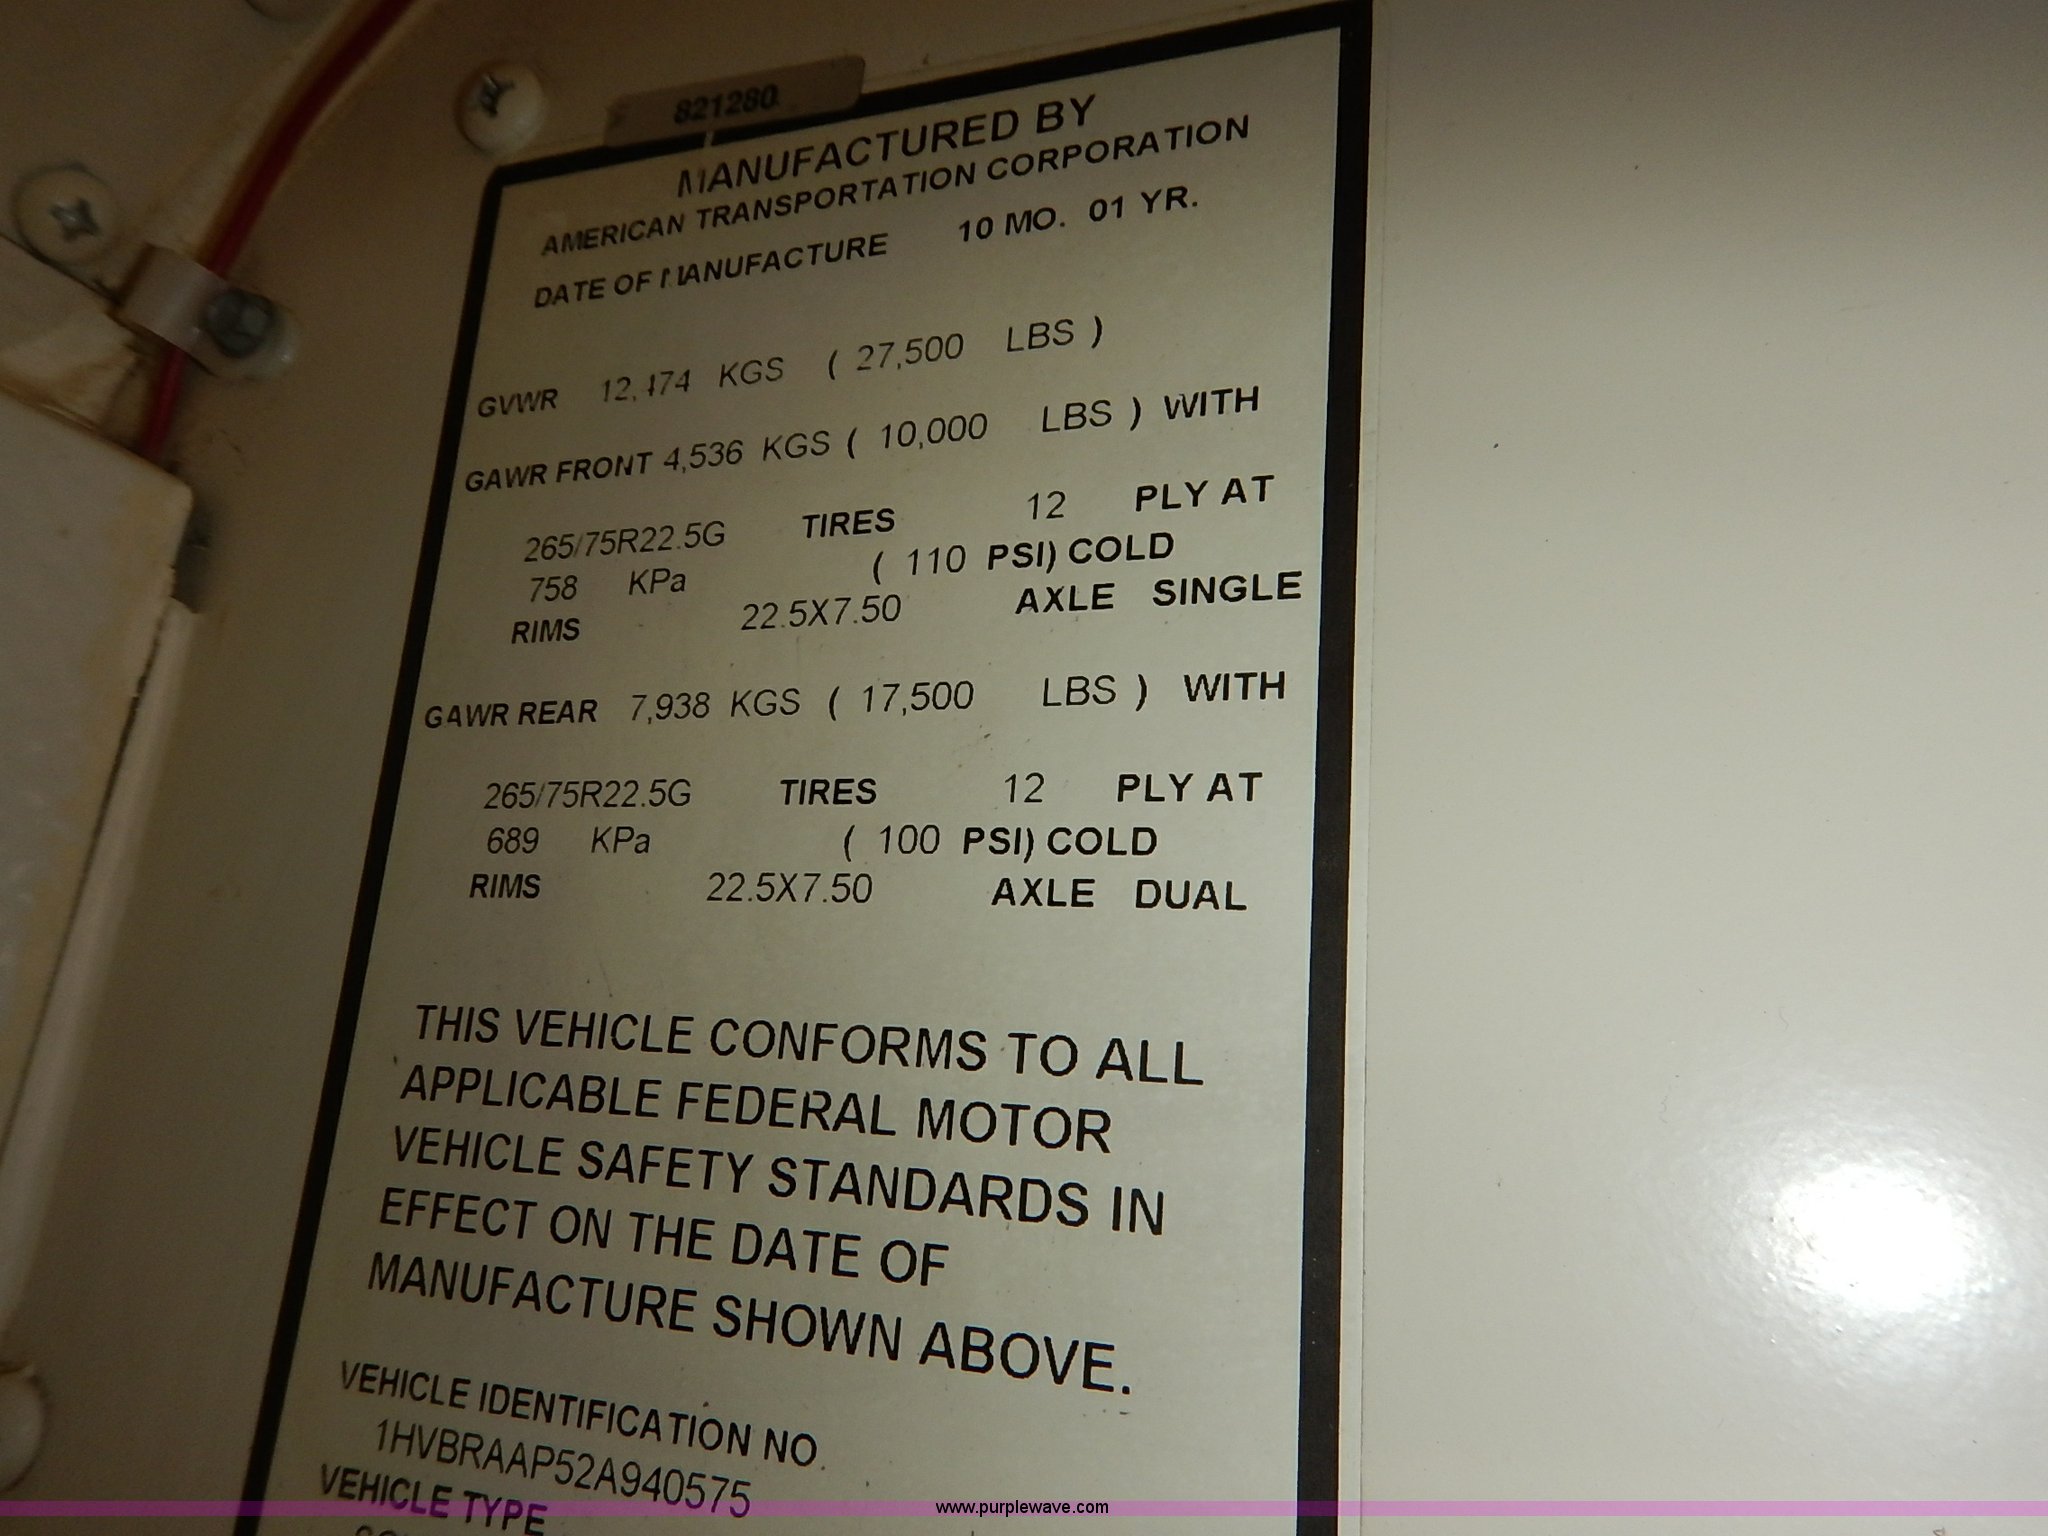 821280
MANUFACTURED BY
AMERICAN TRANSPORTATION CORPORATION
DATE OF MANUFACTURE 10 MO. 01 YR.
GVWR 12,474 KGS ( 27,500 LBS )
GAWR FRONT 4,536 KGS ( 10,000 LBS ) WITH
265/75R22.5G TIRES 12 PLY AT
758 KPa ( 110 PSI) COLD
RIMS 22.5X7.50 AXLE SINGLE
GAWR REAR 7,938 KGS ( 17,500 LBS ) WITH
265/75R22.5G TIRES 12 PLY AT
689 KPa ( 100 PSI) COLD
RIMS 22.5X7.50 AXLE DUAL
THIS VEHICLE CONFORMS TO ALL
APPLICABLE FEDERAL MOTOR
VEHICLE SAFETY STANDARDS IN
EFFECT ON THE DATE OF
MANUFACTURE SHOWN ABOVE.
VEHICLE IDENTIFICATION NO.
1HVBRAAP52A940575
VEHICLE TYPE
www.purplewave.com